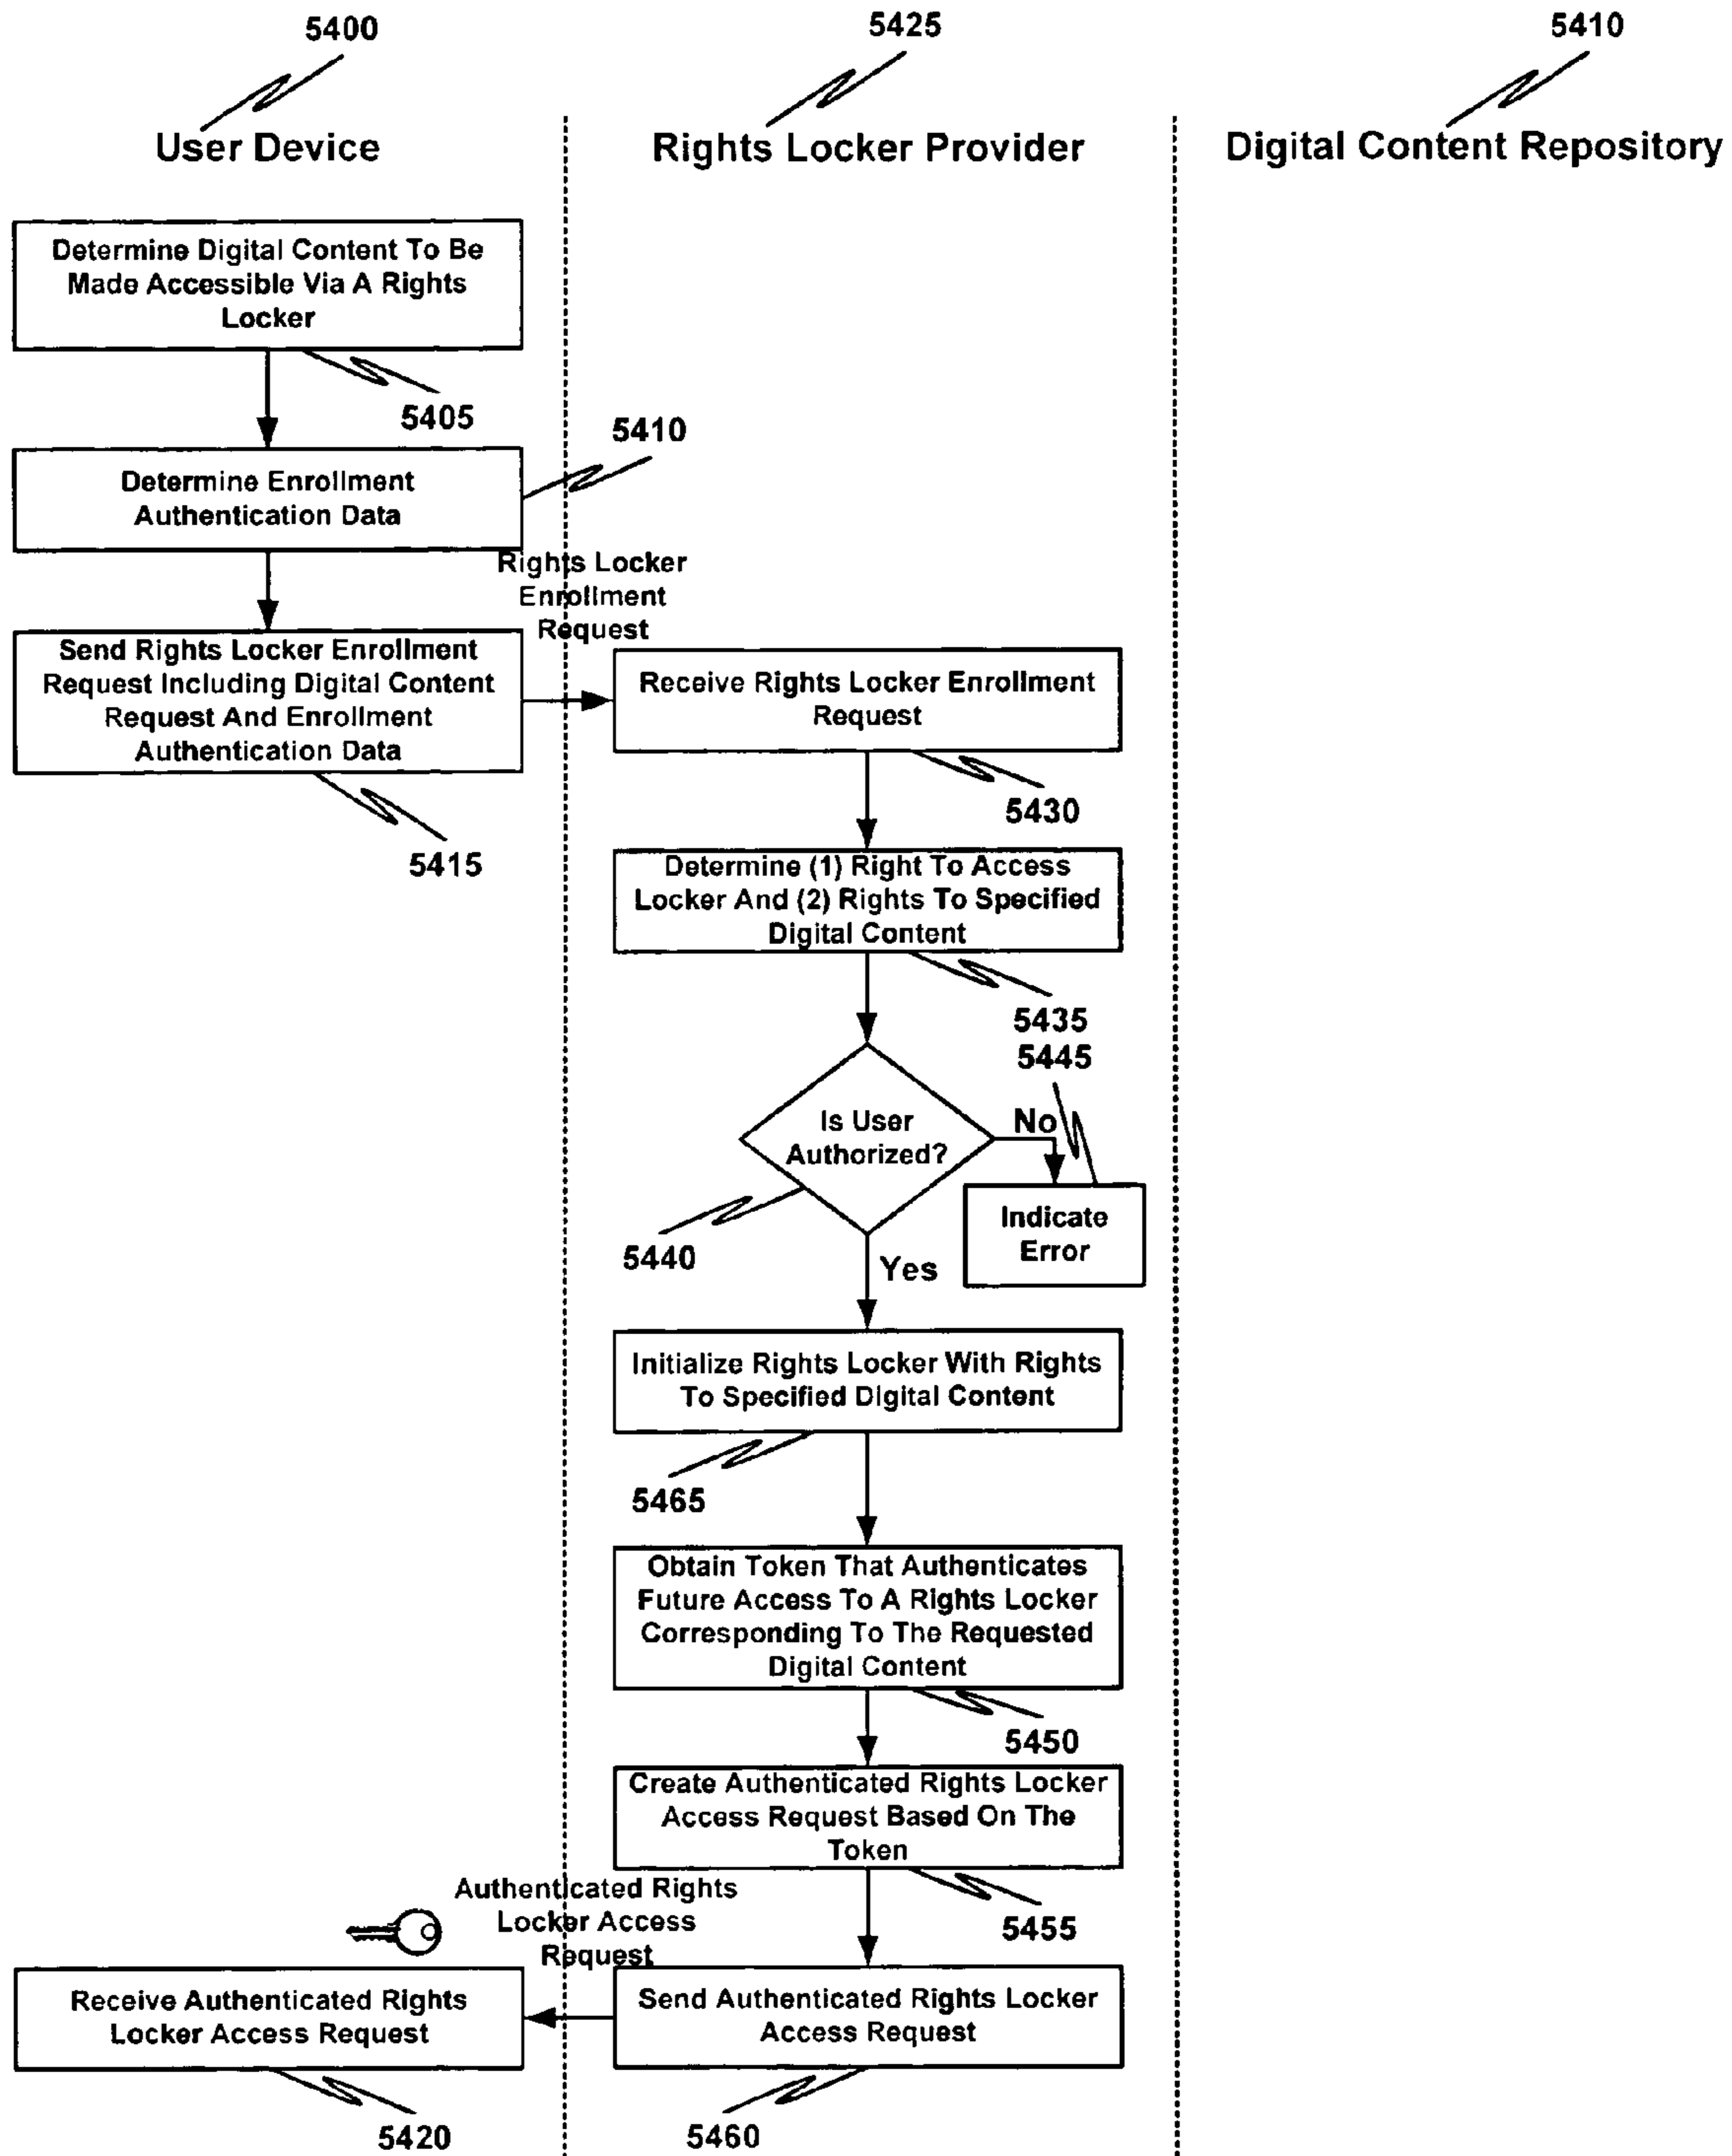 5400
5425
5410
User Device
Rights Locker Provider
Digital Content Repository
Determine Digital Content To Be
Made Accessible Via A Rights
Locker
5405
5410
Determine Enrollment
Authentication Data
Rights Locker
Enrollment
Request
Send Rights Locker Enrollment
Request Including Digital Content
Request And Enrollment
Authentication Data
5415
Receive Rights Locker Enrollment
Request
5430
Determine (1) Right To Access
Locker And (2) Rights To Specified
Digital Content
5435
5445
Is User
Authorized?
No
5440
Indicate
Error
Yes
Initialize Rights Locker With Rights
To Specified Digital Content
5465
Obtain Token That Authenticates
Future Access To A Rights Locker
Corresponding To The Requested
Digital Content
5450
Create Authenticated Rights Locker
Access Request Based On The
Token
5455
Authenticated Rights
Locker Access
Request
Send Authenticated Rights Locker
Access Request
5460
Receive Authenticated Rights
Locker Access Request
5420